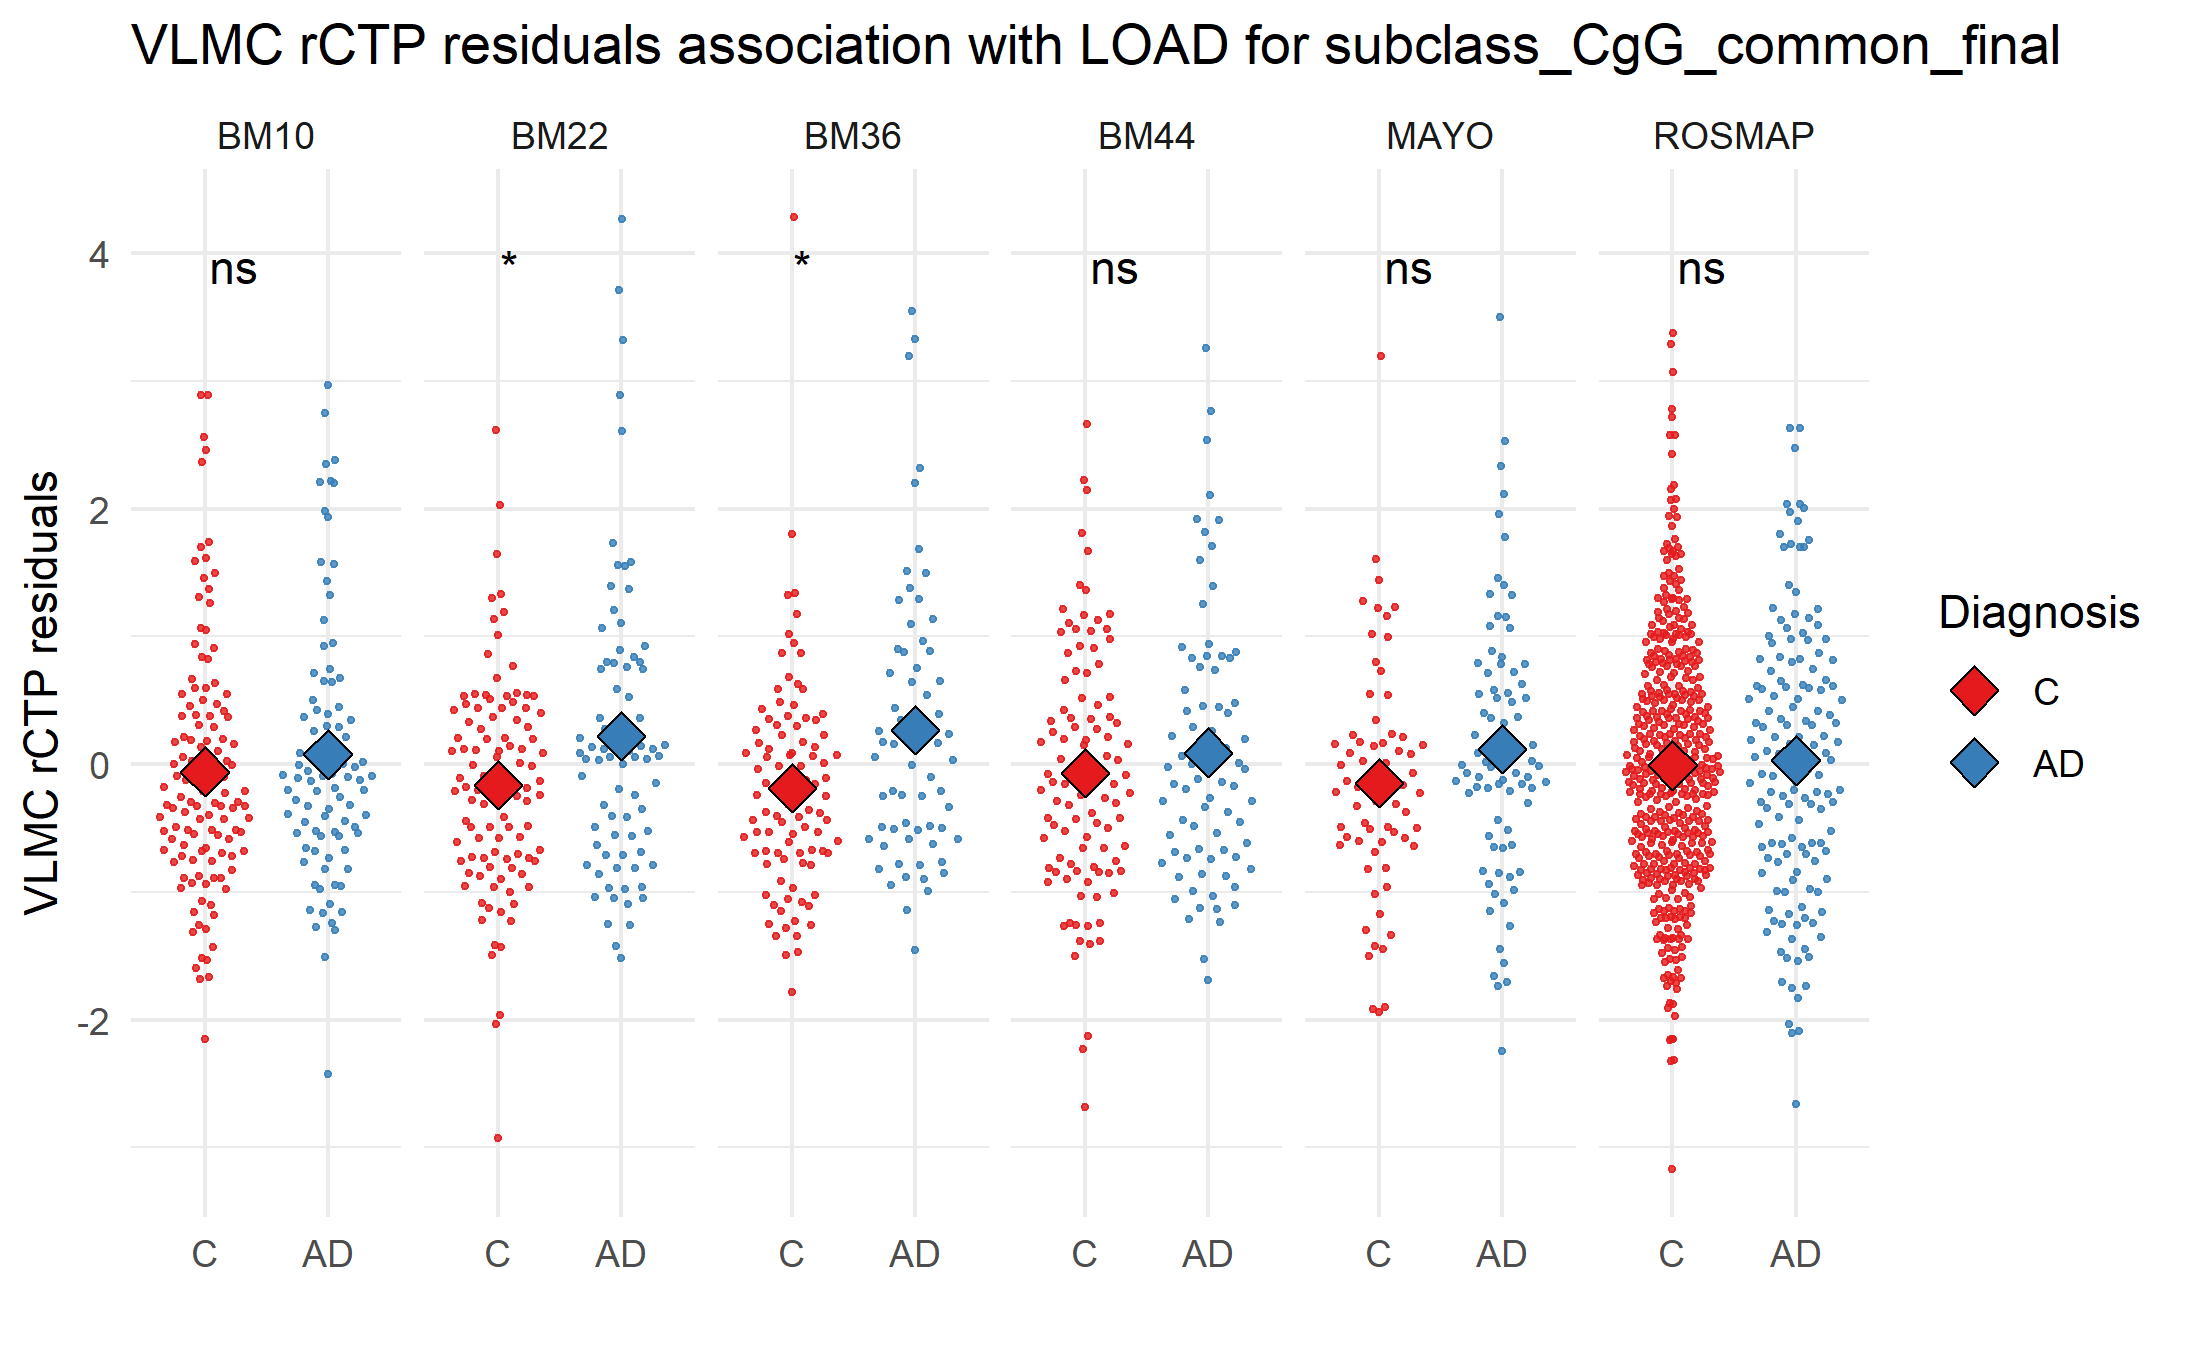 VLMC rCTP residuals association with LOAD for subclass_CgG_common_final
BM10 BM22 BM36 BM44 MAYO ROSMAP
ns * * ns ns ns
4
2
0
-2
VLMC rCTP residuals
C AD C AD C AD C AD C AD C AD
Diagnosis
C
AD